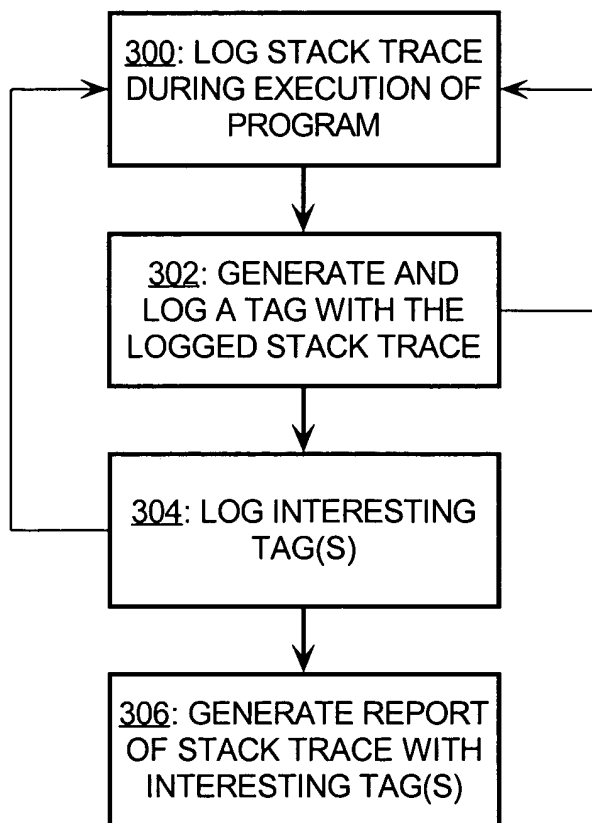 300: LOG STACK TRACE
DURING EXECUTION OF
PROGRAM
302: GENERATE AND
LOG A TAG WITH THE
LOGGED STACK TRACE
304: LOG INTERESTING
TAG(S)
306: GENERATE REPORT
OF STACK TRACE WITH
INTERESTING TAG(S)